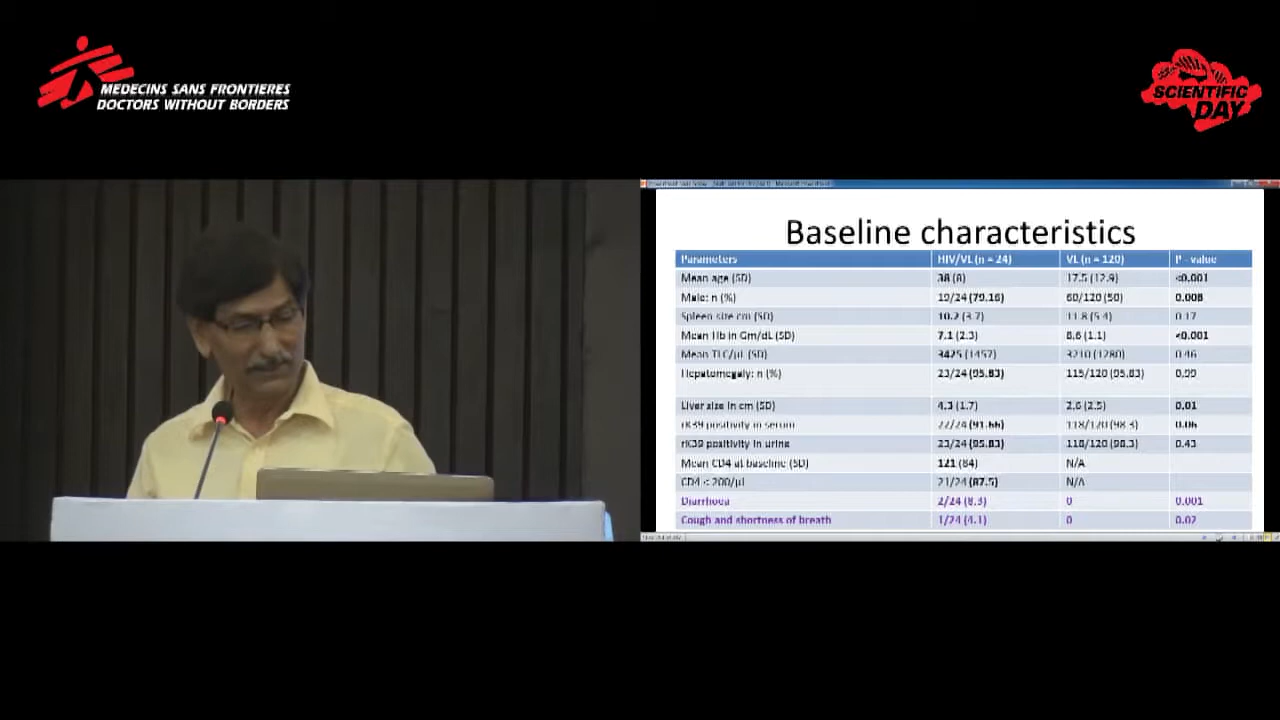 MEDECINS SANS FRONTIERES
DOCTORS WITHOUT BORDERS
SCIENTIFIC
DAY
Baseline characteristics
Parameters HIV/VL (n = 24) VL (n = 120) P - value
Mean age (SD) 38 (8) 17.5 (12.9) <0.001
Male: n (%) 19/24 (79.16) 60/120 (50) 0.008
Spleen size cm (SD) 10.2 (3.7) 11.8 (5.4) 0.17
Mean Hb in Gm/dL (SD) 7.1 (2.3) 8.6 (1.1) <0.001
Mean TLC/µL (SD) 3425 (1457) 3210 (1280) 0.46
Hepatomegaly: n (%) 23/24 (95.83) 115/120 (95.83) 0.99
Liver size in cm (SD) 4.3 (1.7) 2.6 (2.5) 0.01
rK39 positivity in serum 22/24 (91.66) 118/120 (98.3) 0.06
rK39 positivity in urine 23/24 (95.83) 118/120 (98.3) 0.43
Mean CD4 at baseline (SD) 121 (84) N/A
CD4 < 200/µl 21/24 (87.5) N/A
Diarrhoea 2/24 (8.3) 0 0.001
Cough and shortness of breath 1/24 (4.1) 0 0.02